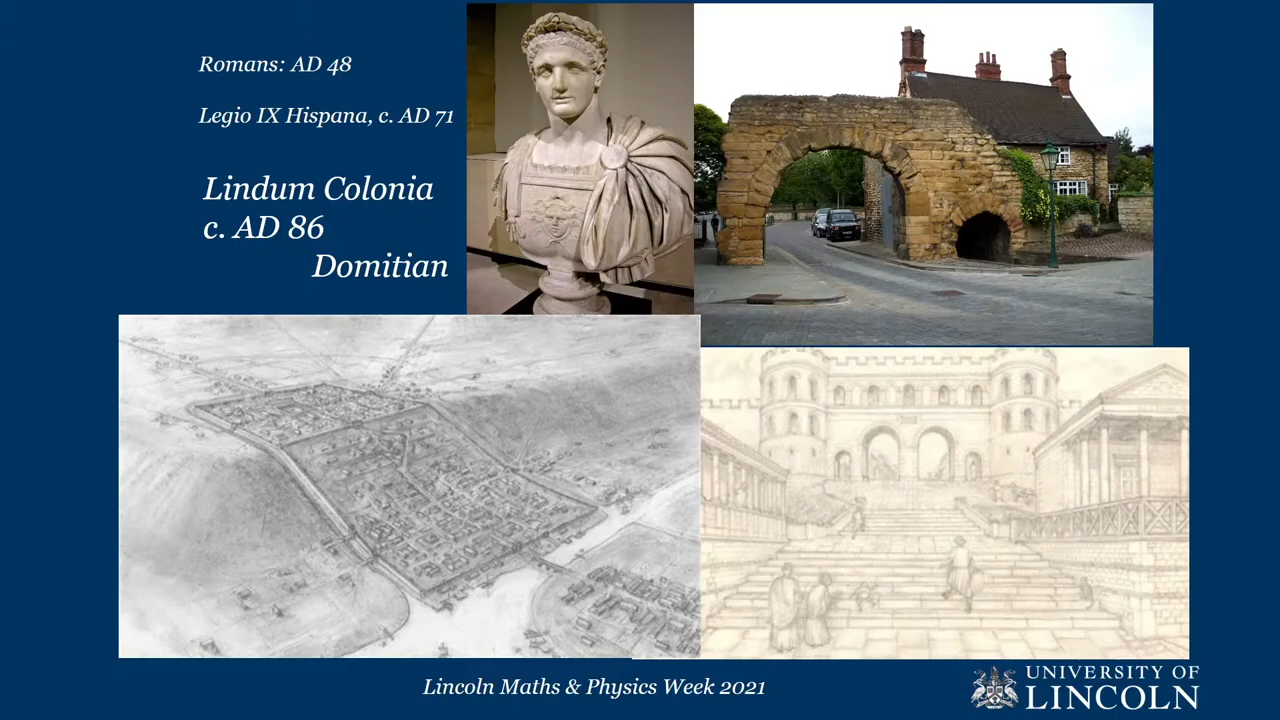 Romans: AD 48
Legio IX Hispana, c. AD 71
Lindum Colonia
c. AD 86
Domitian
Lincoln Maths & Physics Week 2021
UNIVERSITY OF
LINCOLN